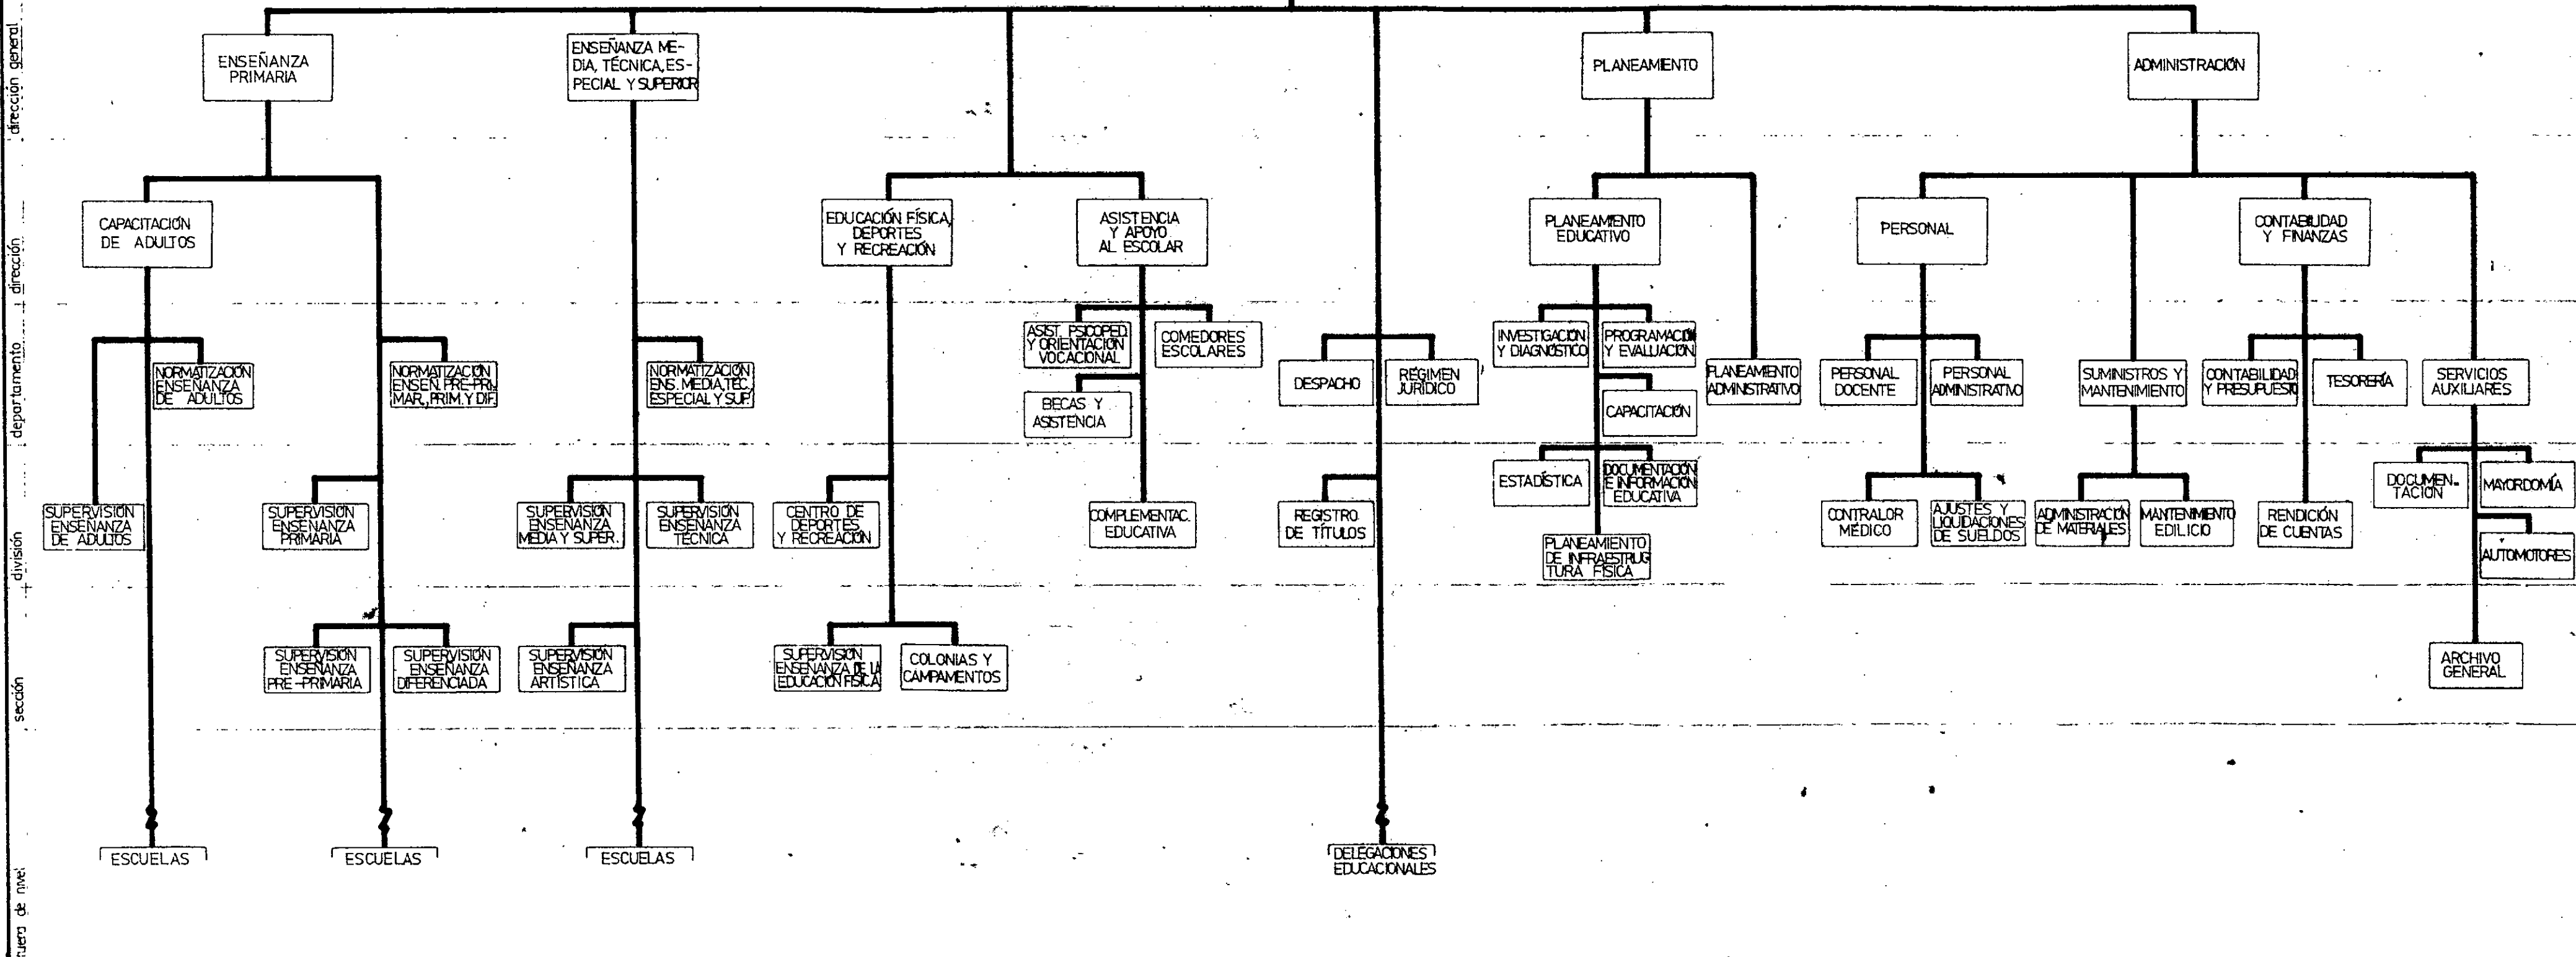 dirección general
ENSEÑANZA
PRIMARIA
ENSEÑANZA ME-
DIA, TÉCNICA, ES-
PECIAL Y SUPERIOR
PLANEAMIENTO
ADMINISTRACIÓN
dirección
CAPACITACIÓN
DE ADULTOS
EDUCACIÓN FÍSICA,
DEPORTES
Y RECREACIÓN
ASISTENCIA
Y APOYO
AL ESCOLAR
PLANEAMIENTO
EDUCATIVO
PERSONAL
CONTABILIDAD
Y FINANZAS
departamento
NORMATIZACIÓN
ENSEÑANZA
DE ADULTOS
NORMATIZACIÓN
ENSEÑ. PRE-PRI
MAR., PRIM. Y DIF.
NORMATIZACIÓN
ENS. MEDIA, TÉC.,
ESPECIAL Y SUP.
ASIST. PSICOPED.
Y ORIENTACIÓN
VOCACIONAL
COMEDORES
ESCOLARES
BECAS Y
ASISTENCIA
DESPACHO
RÉGIMEN
JURÍDICO
INVESTIGACIÓN
Y DIAGNÓSTICO
PROGRAMACIÓN
Y EVALUACIÓN
CAPACITACIÓN
PLANEAMIENTO
ADMINISTRATIVO
PERSONAL
DOCENTE
PERSONAL
ADMINISTRATIVO
SUMINISTROS Y
MANTENIMIENTO
CONTABILIDAD
Y PRESUPUESTO
TESORERÍA
SERVICIOS
AUXILIARES
división
SUPERVISIÓN
ENSEÑANZA
DE ADULTOS
SUPERVISIÓN
ENSEÑANZA
PRIMARIA
SUPERVISIÓN
ENSEÑANZA
MEDIA Y SUPER.
SUPERVISIÓN
ENSEÑANZA
TÉCNICA
CENTRO DE
DEPORTES
Y RECREACIÓN
COMPLEMENTAC.
EDUCATIVA
REGISTRO
DE TÍTULOS
ESTADÍSTICA
DOCUMENTACIÓN
E INFORMACIÓN
EDUCATIVA
PLANEAMIENTO
DE INFRAESTRUC
TURA FÍSICA
CONTRALOR
MÉDICO
AJUSTES Y
LIQUIDACIONES
DE SUELDOS
ADMINISTRACIÓN
DE MATERIALES
MANTENIMIENTO
EDILICIO
RENDICIÓN
DE CUENTAS
DOCUMEN-
TACIÓN
MAYORDOMÍA
AUTOMOTORES
sección
SUPERVISIÓN
ENSEÑANZA
PRE-PRIMARIA
SUPERVISIÓN
ENSEÑANZA
DIFERENCIADA
SUPERVISIÓN
ENSEÑANZA
ARTÍSTICA
SUPERVISIÓN
ENSEÑANZA DE LA
EDUCACIÓN FÍSICA
COLONIAS Y
CAMPAMENTOS
ARCHIVO
GENERAL
de nivel
ESCUELAS
ESCUELAS
ESCUELAS
DELEGACIONES
EDUCACIONALES